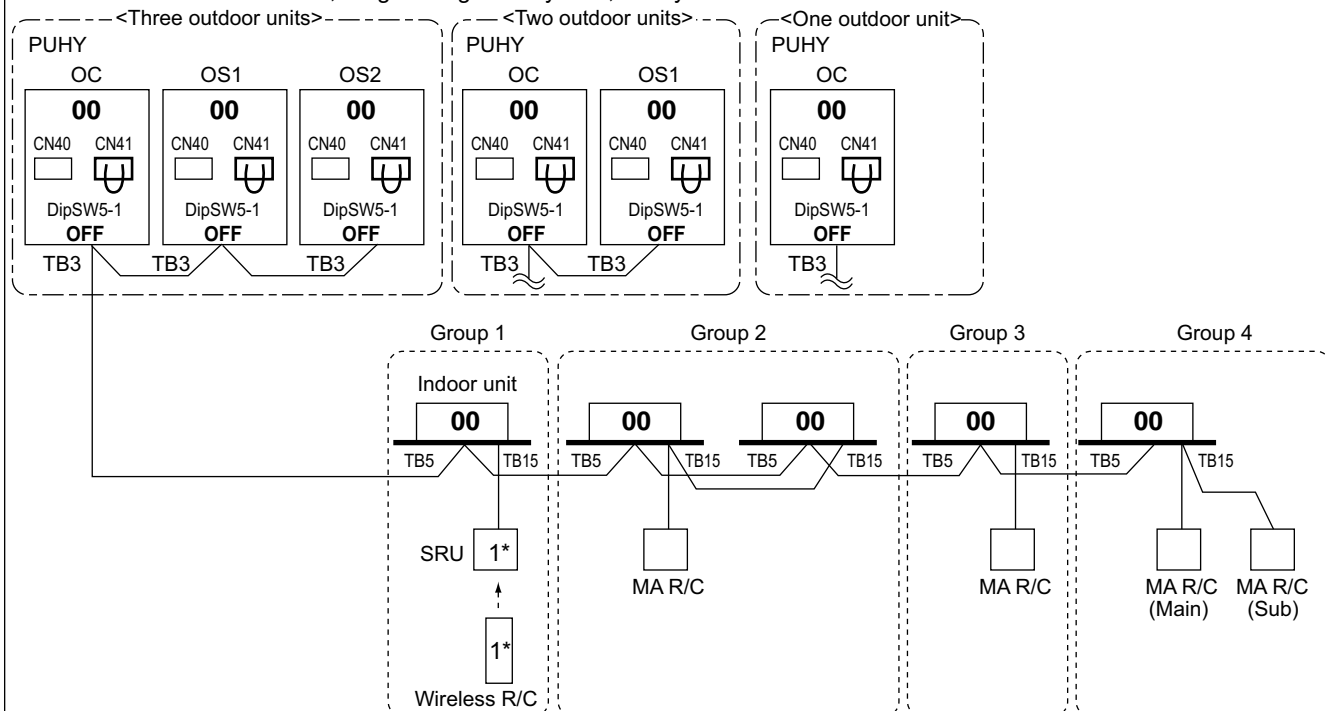 <Three outdoor units>
<Two outdoor units>
<One outdoor unit>
PUHY
PUHY
PUHY
OC OS1 OS2 OC OS1 OC
00 00 00 00 00 00
CN40 CN41 CN40 CN41 CN40 CN41 CN40 CN41 CN40 CN41 CN40 CN41
DipSW5-1 DipSW5-1 DipSW5-1 DipSW5-1 DipSW5-1 DipSW5-1
OFF OFF OFF OFF OFF OFF
TB3 TB3 TB3 TB3 TB3 TB3
Group 1 Group 2 Group 3 Group 4
Indoor unit
00 00 00 00 00
TB5 TB15 TB5 TB15 TB5 TB15 TB5 TB15 TB5 TB15
SRU 1*
MA R/C MA R/C MA R/C MA R/C
(Main) (Sub)
1*
Wireless R/C